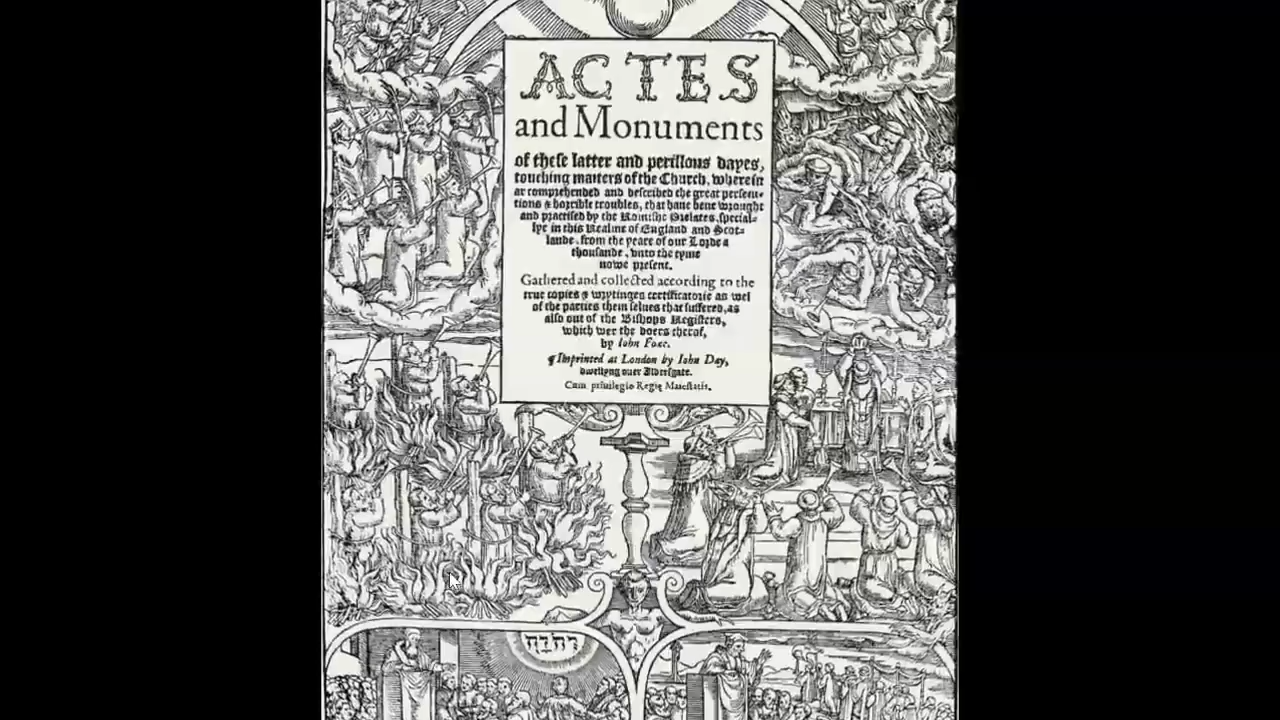 ACTES
and Monuments
of these latter and perillous dayes,
touching matters of the Church, wherein
ar comprehended and described the great persecu-
tions & horrible troubles, that haue bene wrought
and practised by the Romishe Prelates, special-
lye in this Realme of England and Scot-
lande, from the yeare of our Lorde a
thousande, vnto the tyme
nowe present.
Gathered and collected according to the
true copies & wrytinges certificatorie as wel
of the parties them selues that suffered, as
also out of the Bishops Registers,
which wer the doers therof,
by Iohn Foxe.
¶ Imprinted at London by Iohn Day,
dwellyng ouer Aldersgate.
Cum priuilegio Regię Maiestatis.